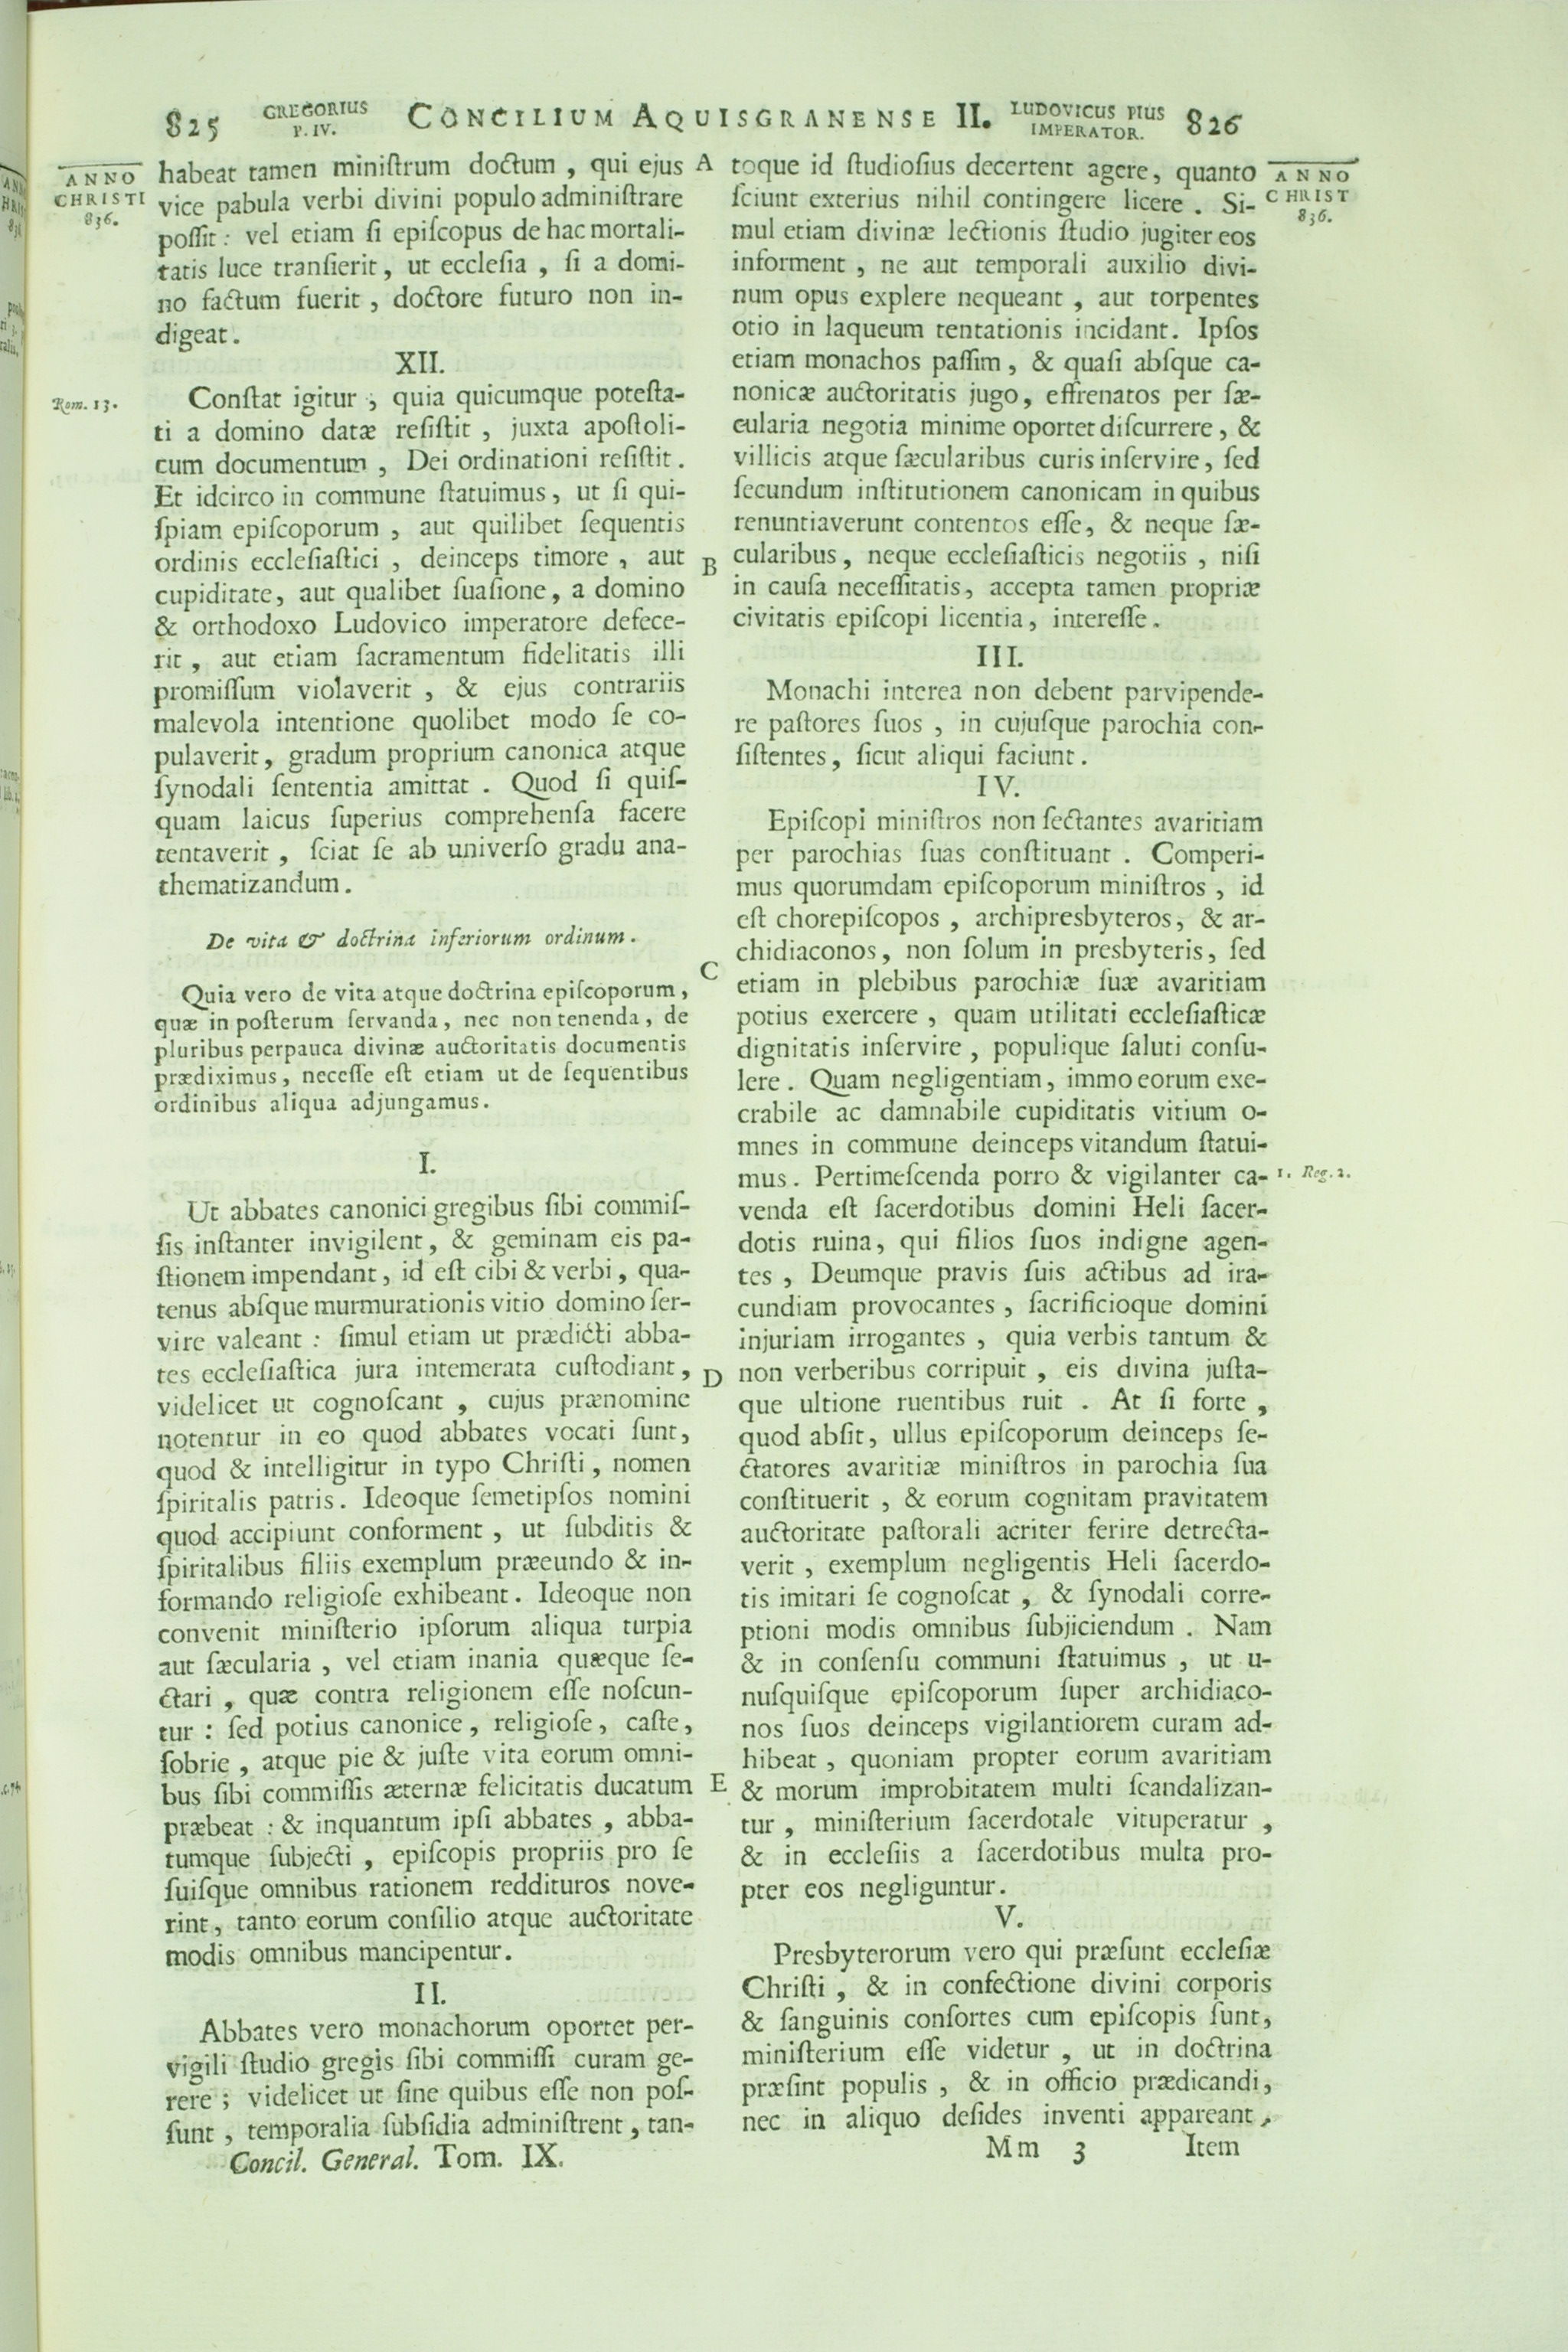 825 GREGORIUS P. IV. CONCILIUM AQUISGRANENSE II. LUDOVICUS PIUS IMPERATOR. 826
ANNO
CHRISTI
836.
habeat tamen miniſtrum doctum, qui ejus
vice pabula verbi divini populo adminiſtrare
poſſit: vel etiam ſi epiſcopus de hac mortali-
tatis luce tranſierit, ut eccleſia, ſi a domi-
no factum fuerit, doctore futuro non in-
digeat.
XII.
Rom. 13.
Conſtat igitur, quia quicumque poteſta-
ti a domino datæ reſiſtit, juxta apoſtoli-
cum documentum, Dei ordinationi reſiſtit.
Et idcirco in commune ſtatuimus, ut ſi qui-
ſpiam epiſcoporum, aut quilibet ſequentis
ordinis eccleſiaſtici, deinceps timore, aut
cupiditate, aut qualibet ſuaſione, a domino
& orthodoxo Ludovico imperatore defece-
rit, aut etiam ſacramentum fidelitatis illi
promiſſum violaverit, & ejus contrariis
malevola intentione quolibet modo ſe co-
pulaverit, gradum proprium canonica atque
ſynodali ſententia amittat. Quod ſi quiſ-
quam laicus ſuperius comprehenſa facere
tentaverit, ſciat ſe ab univerſo gradu ana-
thematizandum.
De vita & doctrina inferiorum ordinum.
Quia vero de vita atque doctrina epiſcoporum,
quæ in poſterum ſervanda, nec non tenenda, de
pluribus perpauca divinæ auctoritatis documentis
prædiximus, neceſſe eſt etiam ut de ſequentibus
ordinibus aliqua adjungamus.
I.
Ut abbates canonici gregibus ſibi commiſ-
ſis inſtanter invigilent, & geminam eis pa-
ſtionem impendant, id eſt cibi & verbi, qua-
tenus abſque murmurationis vitio domino ſer-
vire valeant: ſimul etiam ut prædicti abba-
tes eccleſiaſtica jura intemerata cuſtodiant,
videlicet ut cognoſcant, cujus prænomine
notentur in eo quod abbates vocati ſunt,
quod & intelligitur in typo Chriſti, nomen
ſpiritalis patris. Ideoque ſemetipſos nomini
quod accipiunt conforment, ut ſubditis &
ſpiritalibus filiis exemplum præeundo & in-
formando religioſe exhibeant. Ideoque non
convenit miniſterio ipſorum aliqua turpia
aut ſæcularia, vel etiam inania quæque ſe-
ctari, quæ contra religionem eſſe noſcun-
tur: ſed potius canonice, religioſe, caſte,
ſobrie, atque pie & juſte vita eorum omni-
bus ſibi commiſſis æternæ felicitatis ducatum
præbeat: & inquantum ipſi abbates, abba-
tumque ſubjecti, epiſcopis propriis pro ſe
ſuiſque omnibus rationem reddituros nove-
rint, tanto eorum conſilio atque auctoritate
modis omnibus mancipentur.
II.
Abbates vero monachorum oportet per-
vigili ſtudio gregis ſibi commiſſi curam ge-
rere; videlicet ut ſine quibus eſſe non poſ-
ſunt, temporalia ſubſidia adminiſtrent, tan-
Concil. General. Tom. IX.
A
B
C
D
E
toque id ſtudioſius decertent agere, quanto
ſciunt exterius nihil contingere licere. Si-
mul etiam divinæ lectionis ſtudio jugiter eos
informent, ne aut temporali auxilio divi-
num opus explere nequeant, aut torpentes
otio in laqueum tentationis incidant. Ipſos
etiam monachos paſſim, & quaſi abſque ca-
nonicæ auctoritatis jugo, effrenatos per ſæ-
cularia negotia minime oportet diſcurrere, &
villicis atque ſæcularibus curis inſervire, ſed
ſecundum inſtitutionem canonicam in quibus
renuntiaverunt contentos eſſe, & neque ſæ-
cularibus, neque eccleſiaſticis negotiis, niſi
in cauſa neceſſitatis, accepta tamen propriæ
civitatis epiſcopi licentia, intereſſe.
III.
Monachi interea non debent parvipende-
re paſtores ſuos, in cujuſque parochia con-
ſiſtentes, ſicut aliqui faciunt.
IV.
Epiſcopi miniſtros non ſectantes avaritiam
per parochias ſuas conſtituant. Comperi-
mus quorumdam epiſcoporum miniſtros, id
eſt chorepiſcopos, archipresbyteros, & ar-
chidiaconos, non ſolum in presbyteris, ſed
etiam in plebibus parochiæ ſuæ avaritiam
potius exercere, quam utilitati eccleſiaſticæ
dignitatis inſervire, populique ſaluti conſu-
lere. Quam negligentiam, immo eorum exe-
crabile ac damnabile cupiditatis vitium o-
mnes in commune deinceps vitandum ſtatui-
mus. Pertimeſcenda porro & vigilanter ca-
venda eſt ſacerdotibus domini Heli ſacer-
dotis ruina, qui filios ſuos indigne agen-
tes, Deumque pravis ſuis actibus ad ira-
cundiam provocantes, ſacrificioque domini
injuriam irrogantes, quia verbis tantum &
non verberibus corripuit, eis divina juſta-
que ultione ruentibus ruit. At ſi forte,
quod abſit, ullus epiſcoporum deinceps ſe-
ctatores avaritiæ miniſtros in parochia ſua
conſtituerit, & eorum cognitam pravitatem
auctoritate paſtorali acriter ferire detrecta-
verit, exemplum negligentis Heli ſacerdo-
tis imitari ſe cognoſcat, & ſynodali corre-
ptioni modis omnibus ſubjiciendum. Nam
& in conſenſu communi ſtatuimus, ut u-
nuſquiſque epiſcoporum ſuper archidiaco-
nos ſuos deinceps vigilantiorem curam ad-
hibeat, quoniam propter eorum avaritiam
& morum improbitatem multi ſcandalizan-
tur, miniſterium ſacerdotale vituperatur,
& in eccleſiis a ſacerdotibus multa pro-
pter eos negliguntur.
V.
Presbyterorum vero qui præſunt eccleſiæ
Chriſti, & in confectione divini corporis
& ſanguinis conſortes cum epiſcopis ſunt,
miniſterium eſſe videtur, ut in doctrina
præſint populis, & in officio prædicandi,
nec in aliquo deſides inventi appareant.
Mm 3 Item
ANNO
CHRIST
836.
1. Reg. 2.